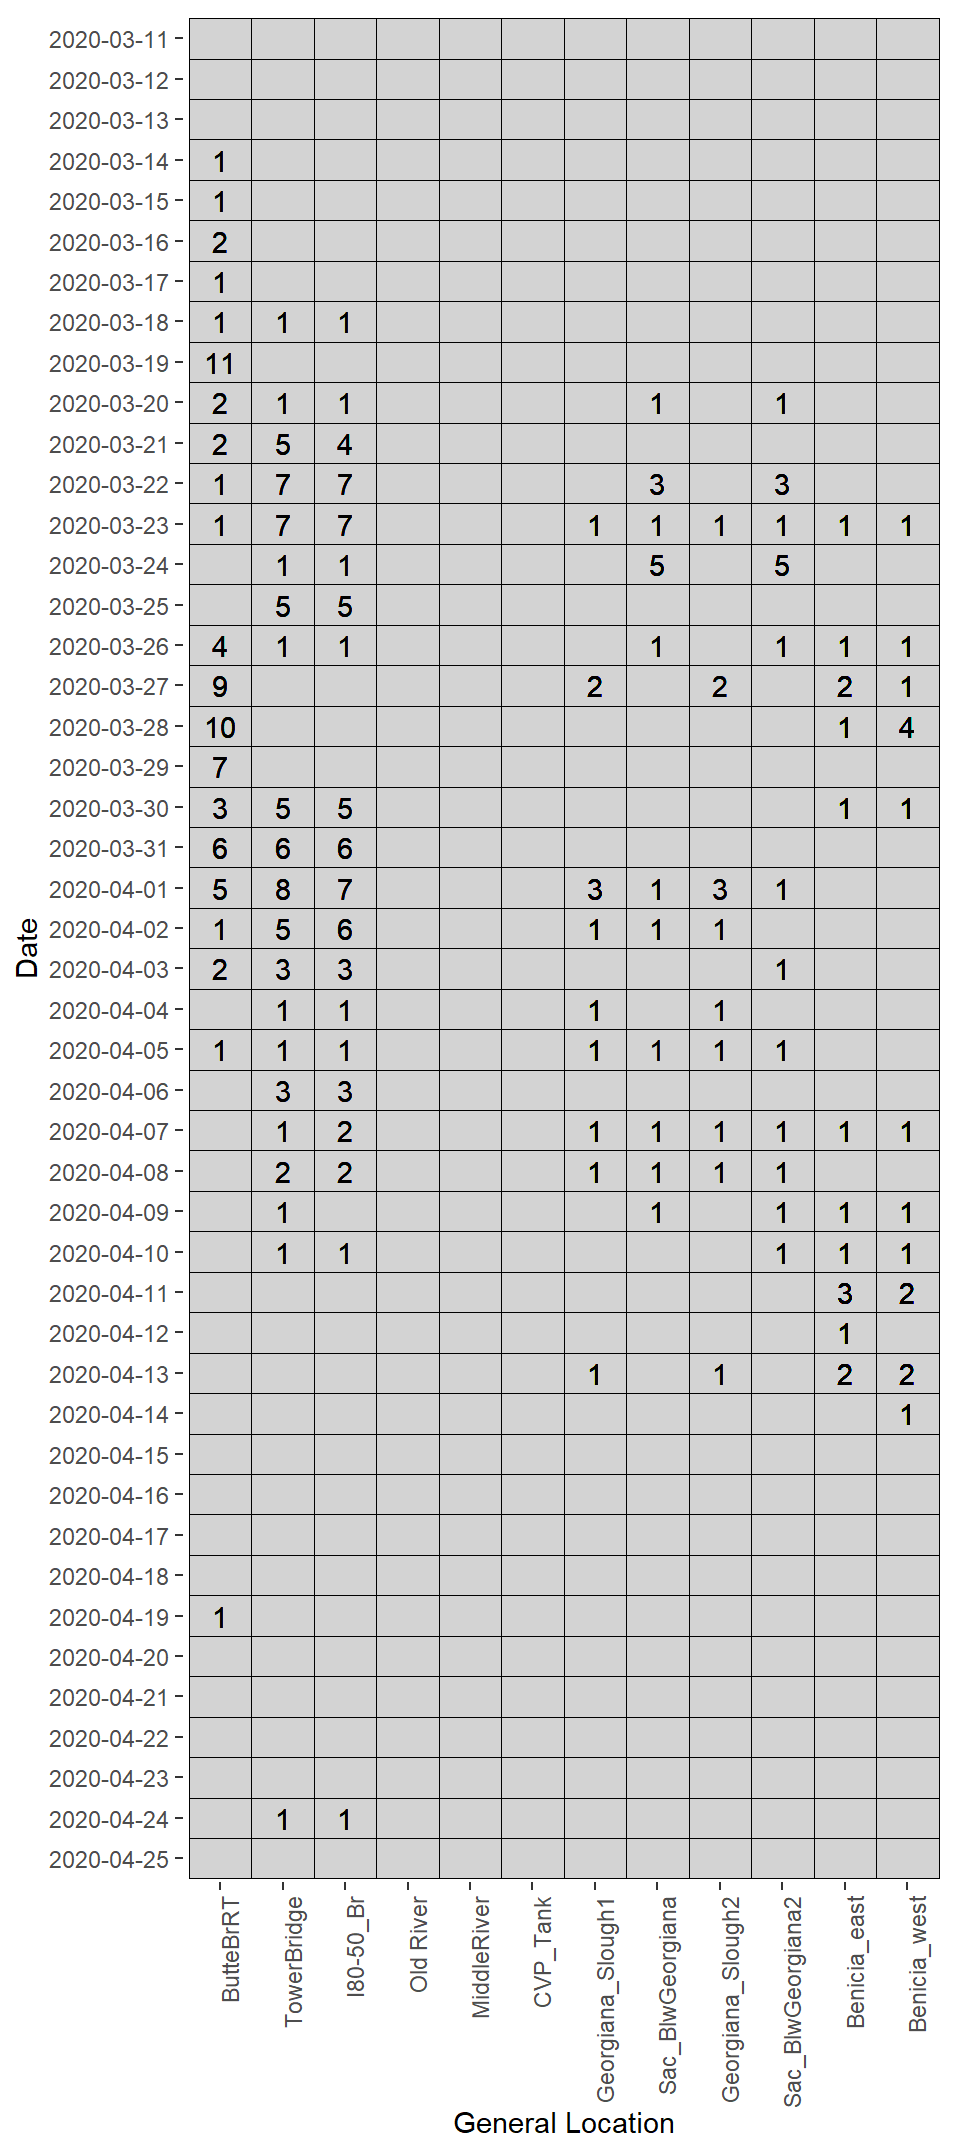 2020-03-11
2020-03-12
2020-03-13
2020-03-14 1
2020-03-15 1
2020-03-16 2
2020-03-17 1
2020-03-18 1 1 1
2020-03-19 11
2020-03-20 2 1 1 1 1
2020-03-21 2 5 4
2020-03-22 1 7 7 3 3
2020-03-23 1 7 7 1 1 1 1 1 1
2020-03-24 1 1 5 5
2020-03-25 5 5
2020-03-26 4 1 1 1 1 1 1
2020-03-27 9 2 2 2 1
2020-03-28 10 1 4
2020-03-29 7
2020-03-30 3 5 5 1 1
2020-03-31 6 6 6
2020-04-01 5 8 7 3 1 3 1
2020-04-02 1 5 6 1 1 1
2020-04-03 2 3 3 1
2020-04-04 1 1 1 1
2020-04-05 1 1 1 1 1 1 1
2020-04-06 3 3
2020-04-07 1 2 1 1 1 1 1 1
2020-04-08 2 2 1 1 1 1
2020-04-09 1 1 1 1 1
2020-04-10 1 1 1 1 1
2020-04-11 3 2
2020-04-12 1
2020-04-13 1 1 2 2
2020-04-14 1
2020-04-15
2020-04-16
2020-04-17
2020-04-18
2020-04-19 1
2020-04-20
2020-04-21
2020-04-22
2020-04-23
2020-04-24 1 1
2020-04-25
Date
ButteBrRT
TowerBridge
I80-50_Br
Old River
MiddleRiver
CVP_Tank
Georgiana_Slough1
Sac_BlwGeorgiana
Georgiana_Slough2
Sac_BlwGeorgiana2
Benicia_east
Benicia_west
General Location